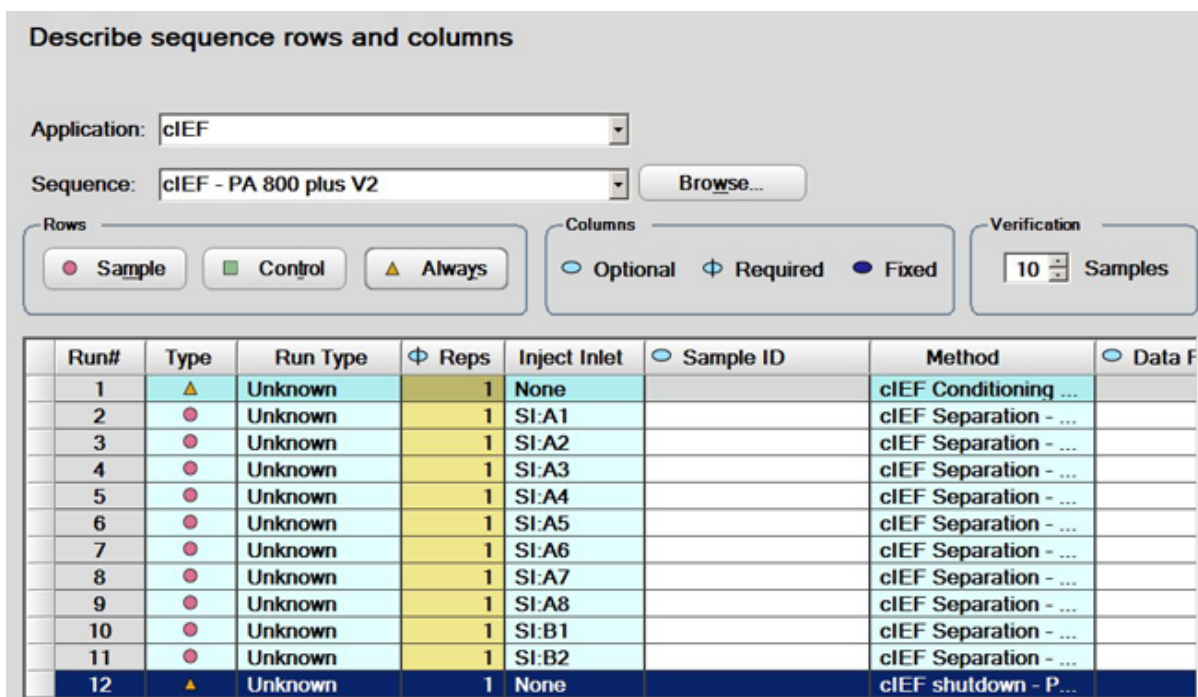 Describe sequence rows and columns
Application: cIEF
Sequence: cIEF - PA 800 plus V2 Browse...
Rows Columns Verification
Sample Control Always Optional Required Fixed 10 Samples
Run# Type Run Type Reps Inject Inlet Sample ID Method Data F
1 Unknown 1 None cIEF Conditioning ...
2 Unknown 1 SI:A1 cIEF Separation - ...
3 Unknown 1 SI:A2 cIEF Separation - ...
4 Unknown 1 SI:A3 cIEF Separation - ...
5 Unknown 1 SI:A4 cIEF Separation - ...
6 Unknown 1 SI:A5 cIEF Separation - ...
7 Unknown 1 SI:A6 cIEF Separation - ...
8 Unknown 1 SI:A7 cIEF Separation - ...
9 Unknown 1 SI:A8 cIEF Separation - ...
10 Unknown 1 SI:B1 cIEF Separation - ...
11 Unknown 1 SI:B2 cIEF Separation - ...
12 Unknown 1 None cIEF shutdown - P...